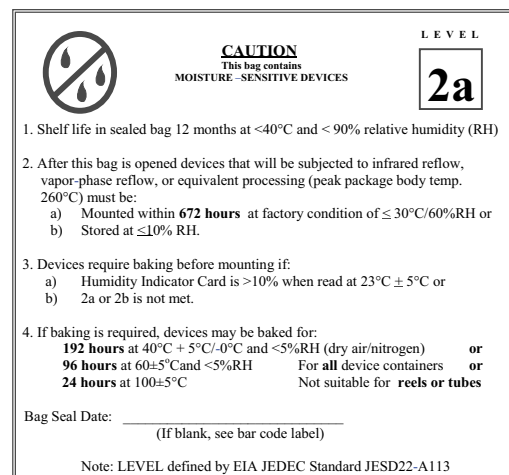 LEVEL
CAUTION
This bag contains
MOISTURE –SENSITIVE DEVICES
2a
1. Shelf life in sealed bag 12 months at <40°C and < 90% relative humidity (RH)
2. After this bag is opened devices that will be subjected to infrared reflow,
vapor-phase reflow, or equivalent processing (peak package body temp.
260°C) must be:
a) Mounted within 672 hours at factory condition of ≤ 30°C/60%RH or
b) Stored at ≤10% RH.
3. Devices require baking before mounting if:
a) Humidity Indicator Card is >10% when read at 23°C ± 5°C or
b) 2a or 2b is not met.
4. If baking is required, devices may be baked for:
192 hours at 40°C + 5°C/-0°C and <5%RH (dry air/nitrogen) or
96 hours at 60±5°Cand <5%RH For all device containers or
24 hours at 100±5°C Not suitable for reels or tubes
Bag Seal Date: ______________________________
(If blank, see bar code label)
Note: LEVEL defined by EIA JEDEC Standard JESD22-A113